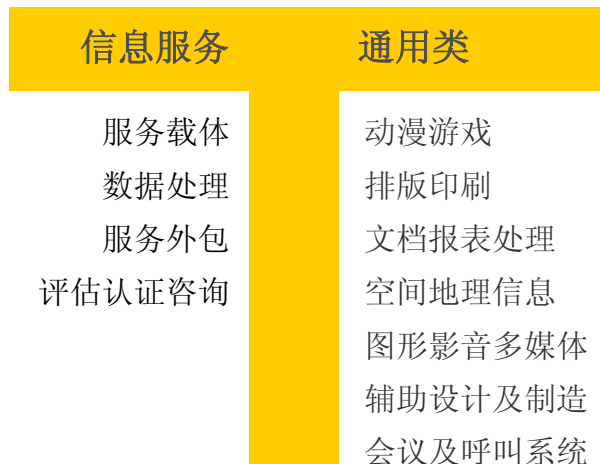 信息服务
服务载体
数据处理
服务外包
评估认证咨询
通用类
动漫游戏
排版印刷
文档报表处理
空间地理信息
图形影音多媒体
辅助设计及制造
会议及呼叫系统